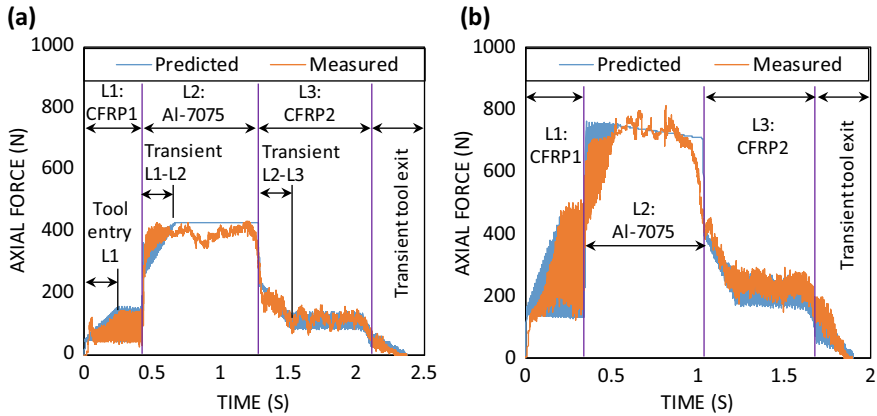 (a)
AXIAL FORCE (N)
1000
800
600
400
200
0
Predicted Measured
L1:
CFRP1
L2:
Al-7075
L3:
CFRP2
Transient
L1-L2
Transient
L2-L3
Tool
entry
L1
Transient tool exit
0 0.5 1 1.5 2 2.5
TIME (S)
(b)
AXIAL FORCE (N)
1000
800
600
400
200
0
Predicted Measured
L1:
CFRP1
L2:
Al-7075
L3:
CFRP2
Transient tool exit
0 0.5 1 1.5 2
TIME (S)